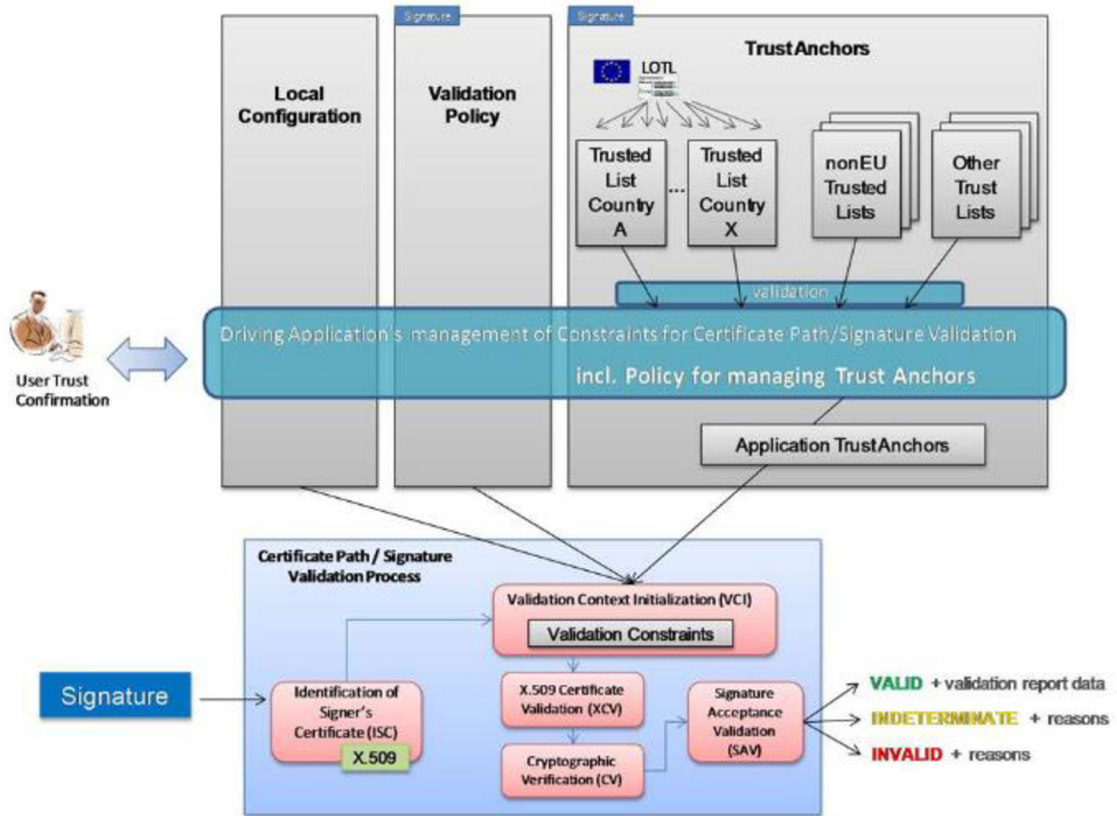 Signature
Signature
Local
Configuration
Validation
Policy
Trust Anchors
LOTL
Trusted
List
Country
A
...
Trusted
List
Country
X
nonEU
Trusted
Lists
Other
Trust
Lists
validation
Driving Application's management of Constraints for Certificate Path/Signature Validation
incl. Policy for managing Trust Anchors
User Trust
Confirmation
Application TrustAnchors
Certificate Path / Signature
Validation Process
Validation Context Initialization (VCI)
Validation Constraints
Signature
Identification of
Signer's
Certificate (ISC)
X.509
X.509 Certificate
Validation (XCV)
Cryptographic
Verification (CV)
Signature
Acceptance
Validation
(SAV)
VALID + validation report data
INDETERMINATE + reasons
INVALID + reasons